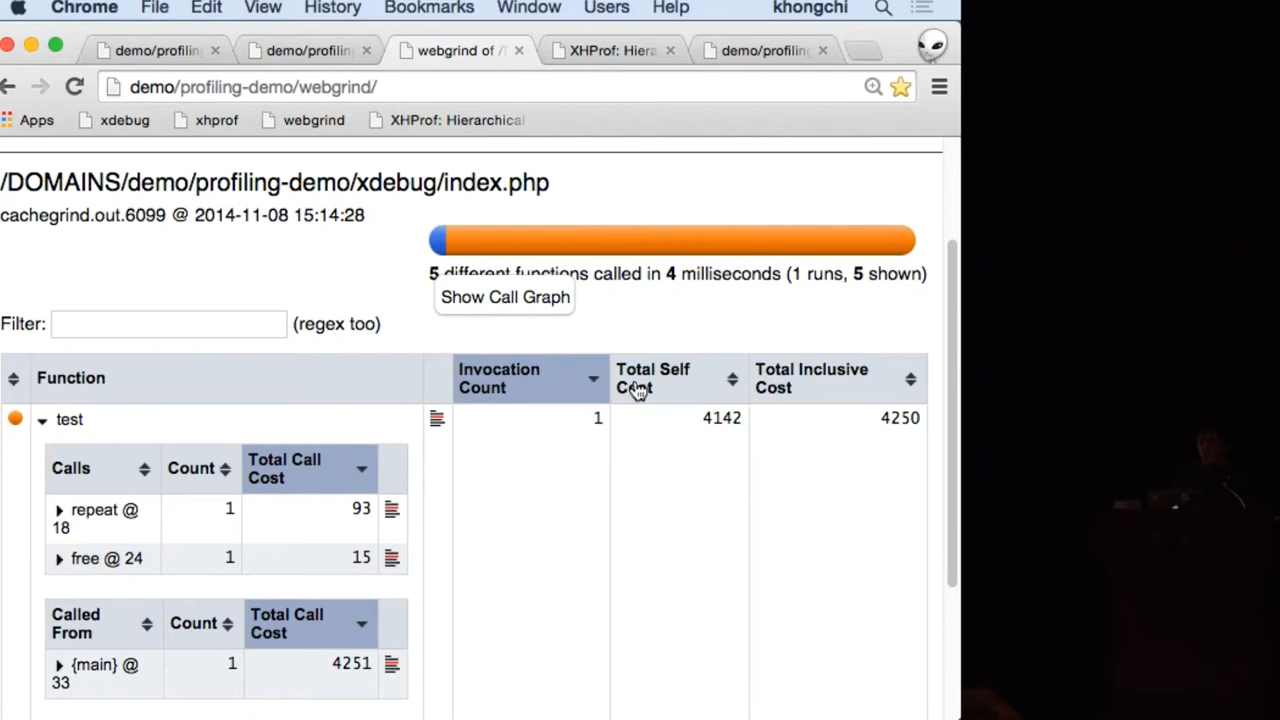 Chrome File Edit View History Bookmarks Window Users Help khongchi
demo/profilin × demo/profilin × webgrind of /I × XHProf: Hiera × demo/profilin ×
demo/profiling-demo/webgrind/
Apps xdebug xhprof webgrind XHProf: Hierarchical
/DOMAINS/demo/profiling-demo/xdebug/index.php
cachegrind.out.6099 @ 2014-11-08 15:14:28
5 different functions called in 4 milliseconds (1 runs, 5 shown)
Show Call Graph
Filter: (regex too)
Function
Invocation Count
Total Self Cost
Total Inclusive Cost
test 1 4142 4250
Calls Count Total Call Cost
repeat @ 18 1 93
free @ 24 1 15
Called From Count Total Call Cost
{main} @ 33 1 4251